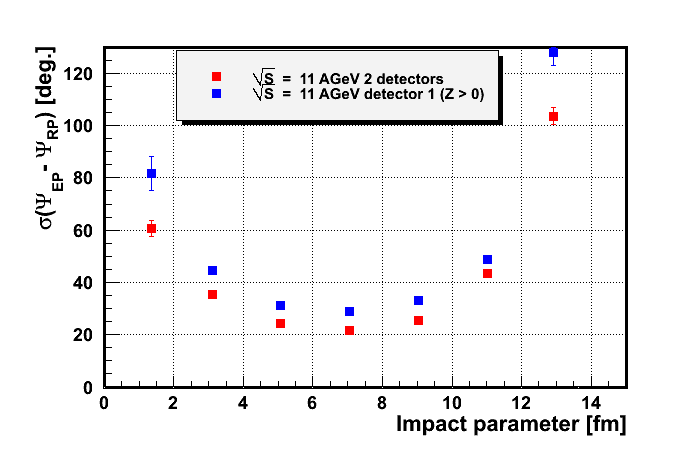 σ(Ψ_EP - Ψ_RP) [deg.]
√S = 11 AGeV 2 detectors
√S = 11 AGeV detector 1 (Z > 0)
120
100
80
60
40
20
0
0 2 4 6 8 10 12 14
Impact parameter [fm]